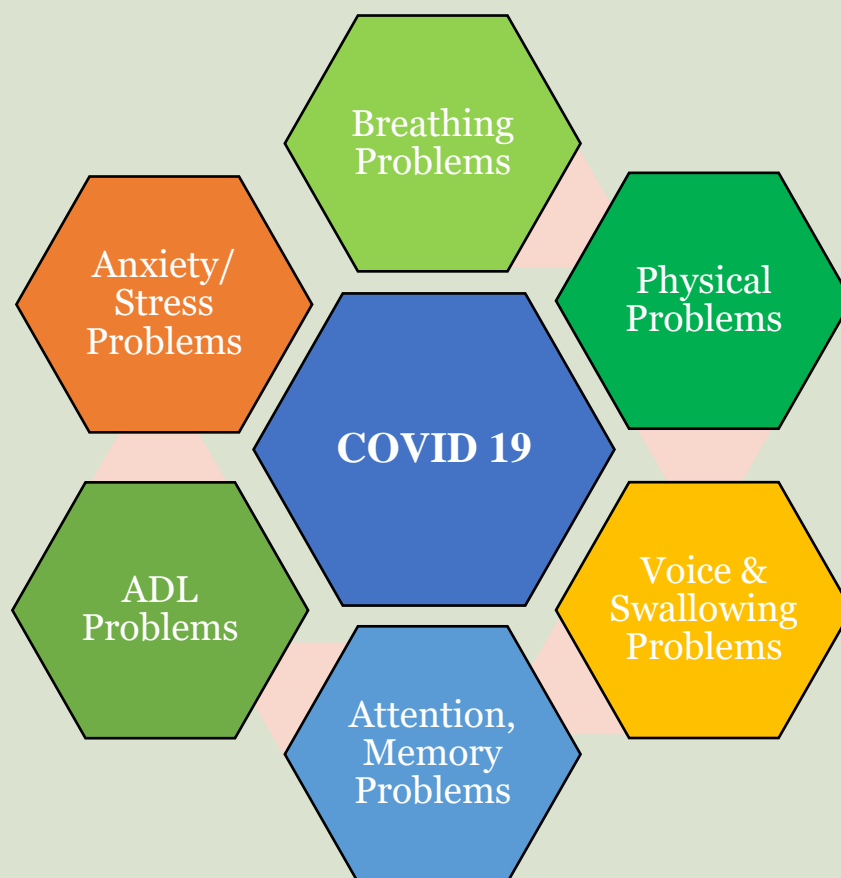 Breathing
Problems
Anxiety/
Stress
Problems
Physical
Problems
COVID 19
ADL
Problems
Voice &
Swallowing
Problems
Attention,
Memory
Problems